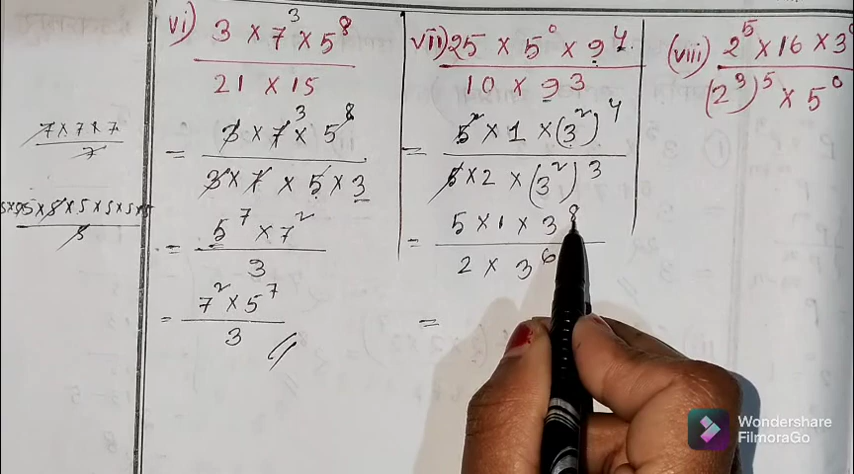 vi) 3 × 7³ × 5⁸
21 × 15
= 3 × 7³ × 5⁸
3 × 7 × 5 × 3
= 5⁷ × 7²
3
= 7² × 5⁷
3
7 × 7 × 7
7
vii) 25 × 5⁰ × 9⁴
10 × 9³
= 5² × 1 × (3²)⁴
5 × 2 × (3²)³
= 5 × 1 × 3⁸
2 × 3⁶
=
(viii) 2⁵ × 16 × 3
(2³)⁵ × 5⁰
Wondershare
FilmoraGo